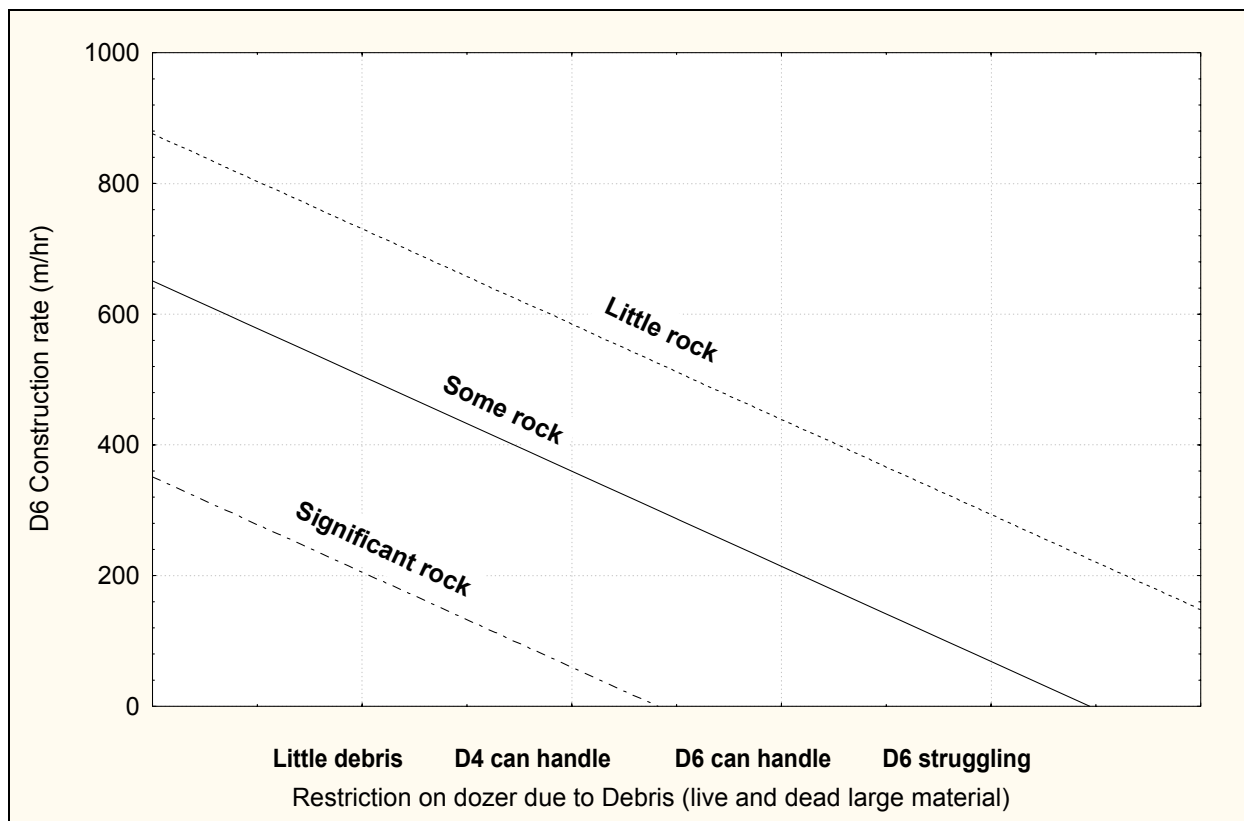 1000
800
600
400
200
0
D6 Construction rate (m/hr)
Little rock
Some rock
Significant rock
Little debris D4 can handle D6 can handle D6 struggling
Restriction on dozer due to Debris (live and dead large material)